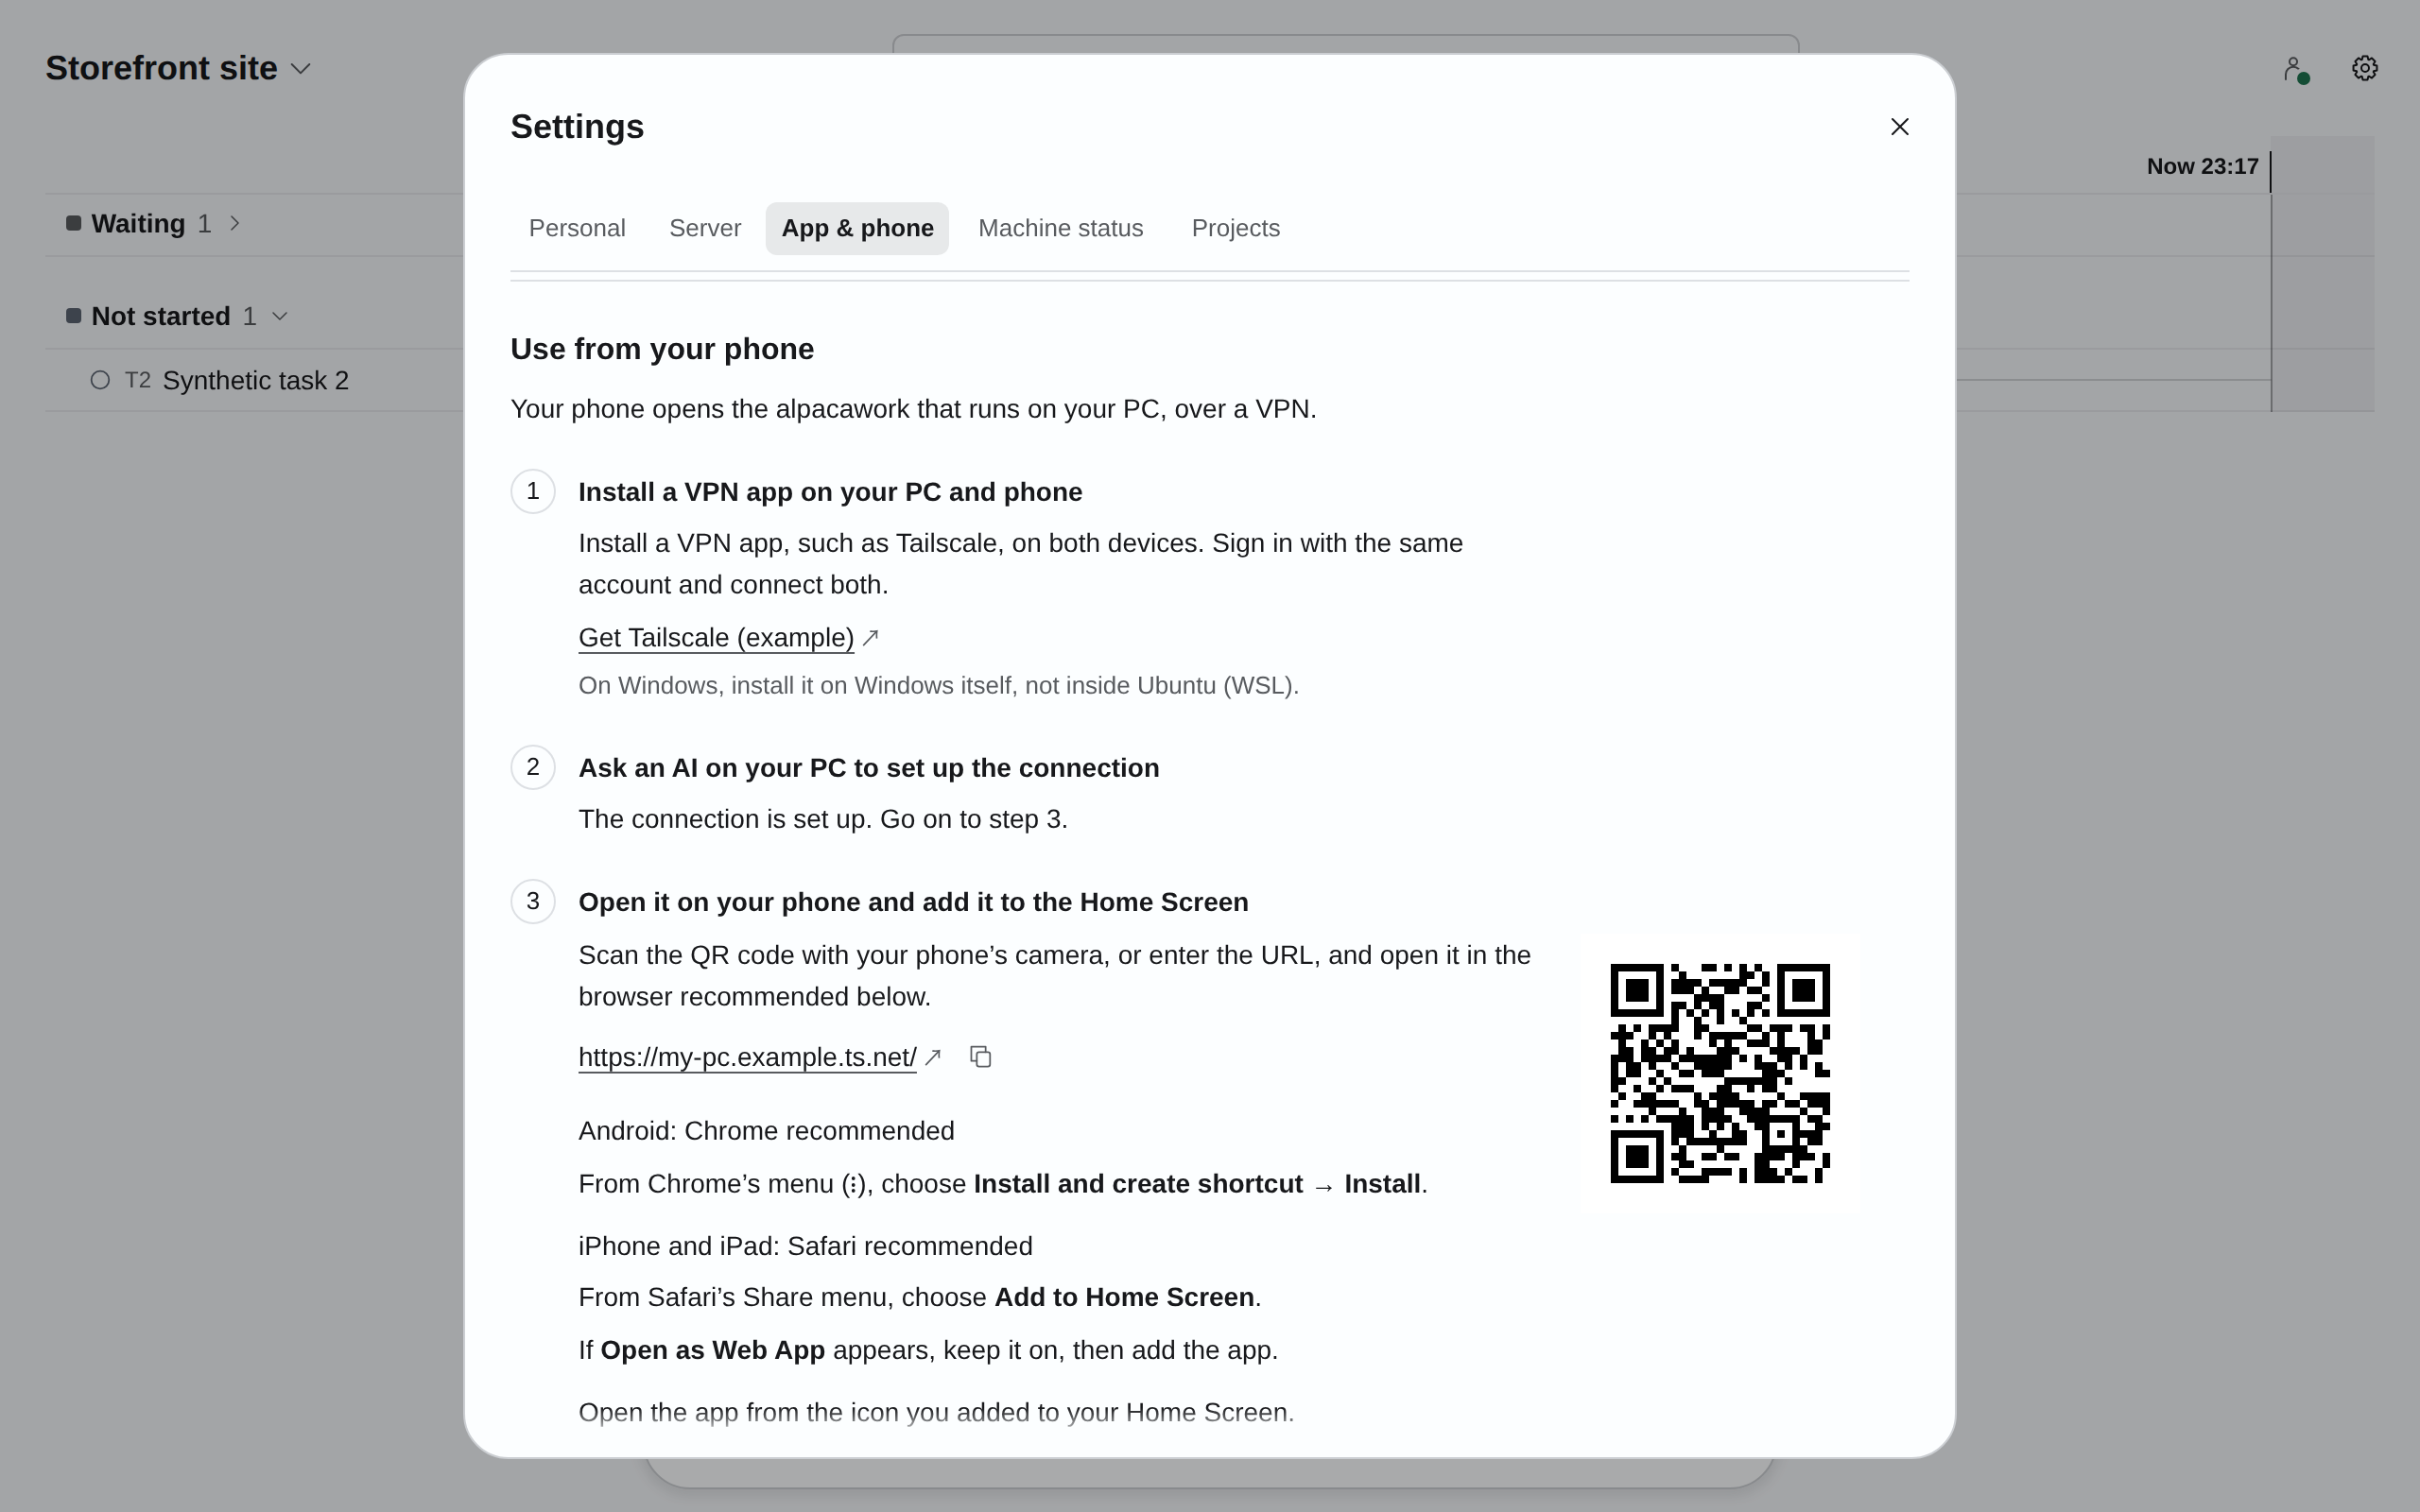 Storefront site
Now 23:17
Waiting 1
Not started 1
T2 Synthetic task 2
Settings
Personal Server App & phone Machine status Projects
Use from your phone
Your phone opens the alpacawork that runs on your PC, over a VPN.
1 Install a VPN app on your PC and phone
Install a VPN app, such as Tailscale, on both devices. Sign in with the same
account and connect both.
Get Tailscale (example)
On Windows, install it on Windows itself, not inside Ubuntu (WSL).
2 Ask an AI on your PC to set up the connection
The connection is set up. Go on to step 3.
3 Open it on your phone and add it to the Home Screen
Scan the QR code with your phone’s camera, or enter the URL, and open it in the
browser recommended below.
https://my-pc.example.ts.net/
Android: Chrome recommended
From Chrome’s menu (⋮), choose Install and create shortcut → Install.
iPhone and iPad: Safari recommended
From Safari’s Share menu, choose Add to Home Screen.
If Open as Web App appears, keep it on, then add the app.
Open the app from the icon you added to your Home Screen.